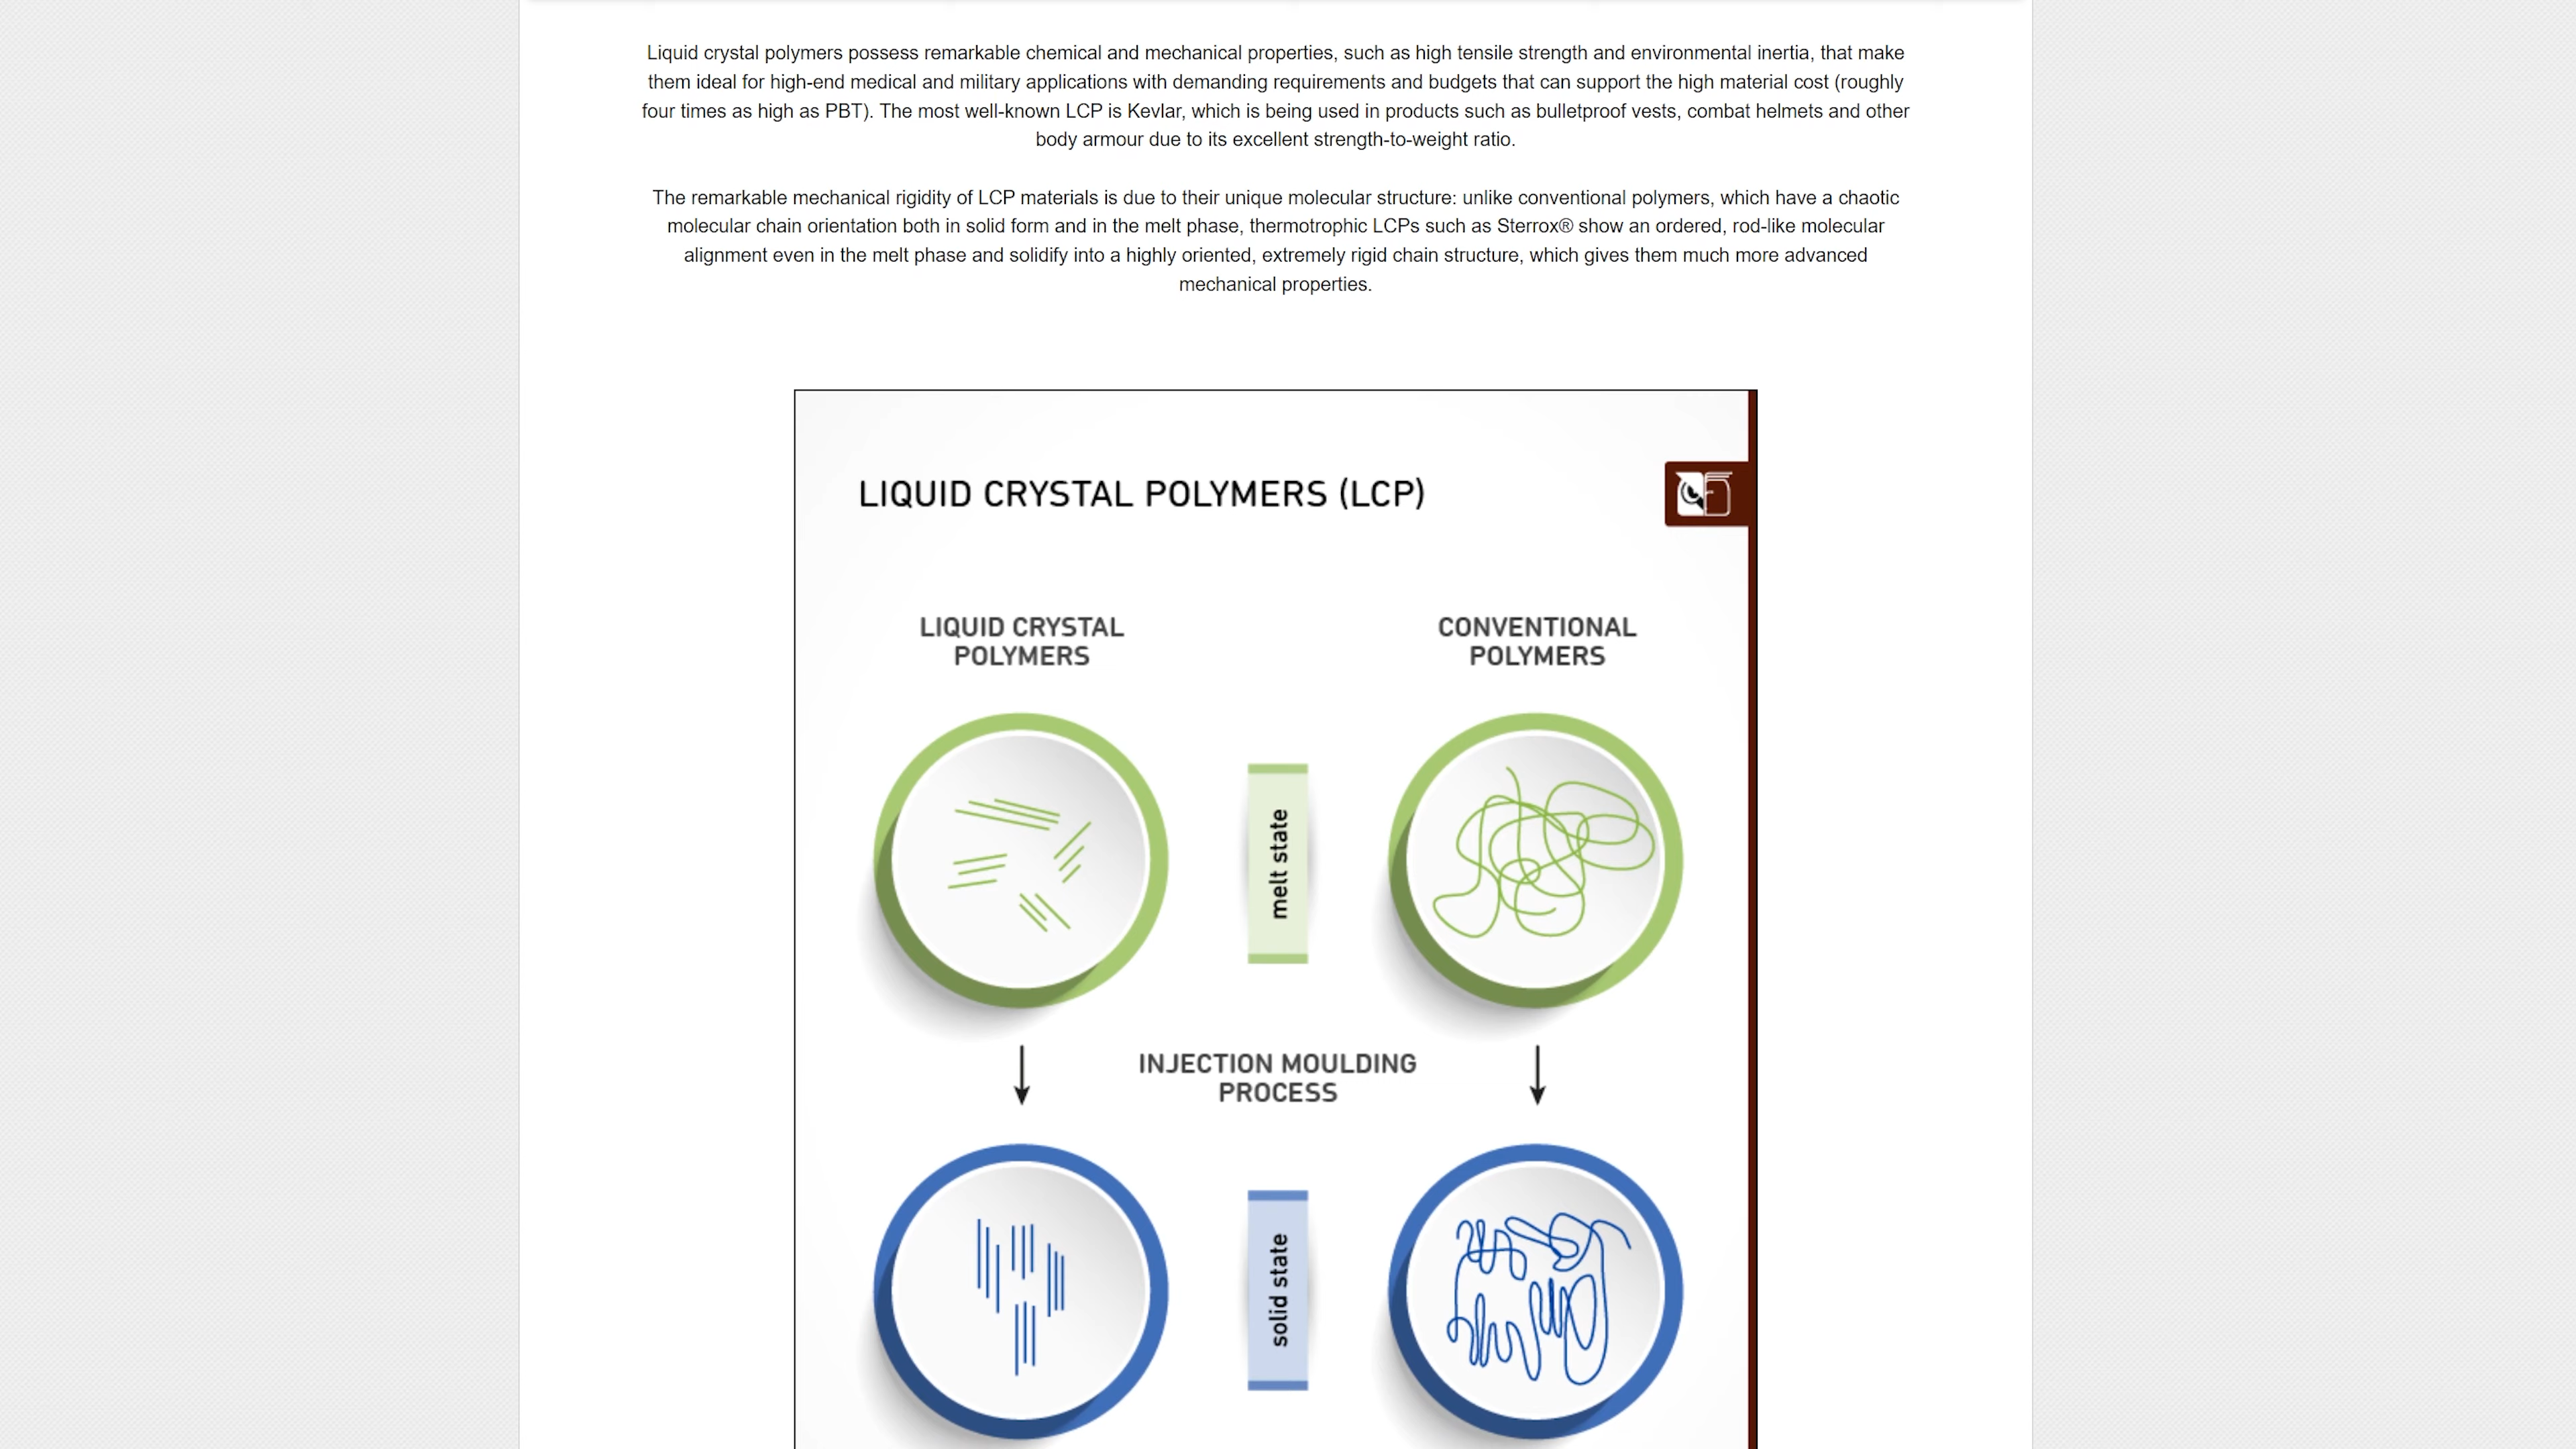 Liquid crystal polymers possess remarkable chemical and mechanical properties, such as high tensile strength and environmental inertia, that make
them ideal for high-end medical and military applications with demanding requirements and budgets that can support the high material cost (roughly
four times as high as PBT). The most well-known LCP is Kevlar, which is being used in products such as bulletproof vests, combat helmets and other
body armour due to its excellent strength-to-weight ratio.
The remarkable mechanical rigidity of LCP materials is due to their unique molecular structure: unlike conventional polymers, which have a chaotic
molecular chain orientation both in solid form and in the melt phase, thermotrophic LCPs such as Sterrox® show an ordered, rod-like molecular
alignment even in the melt phase and solidify into a highly oriented, extremely rigid chain structure, which gives them much more advanced
mechanical properties.
LIQUID CRYSTAL POLYMERS (LCP)
LIQUID CRYSTAL
POLYMERS
CONVENTIONAL
POLYMERS
melt state
INJECTION MOULDING
PROCESS
solid state